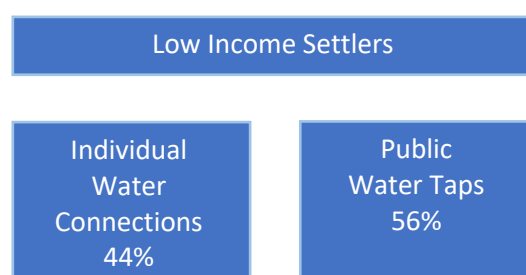 Low Income Settlers
Individual
Water
Connections
44%
Public
Water Taps
56%